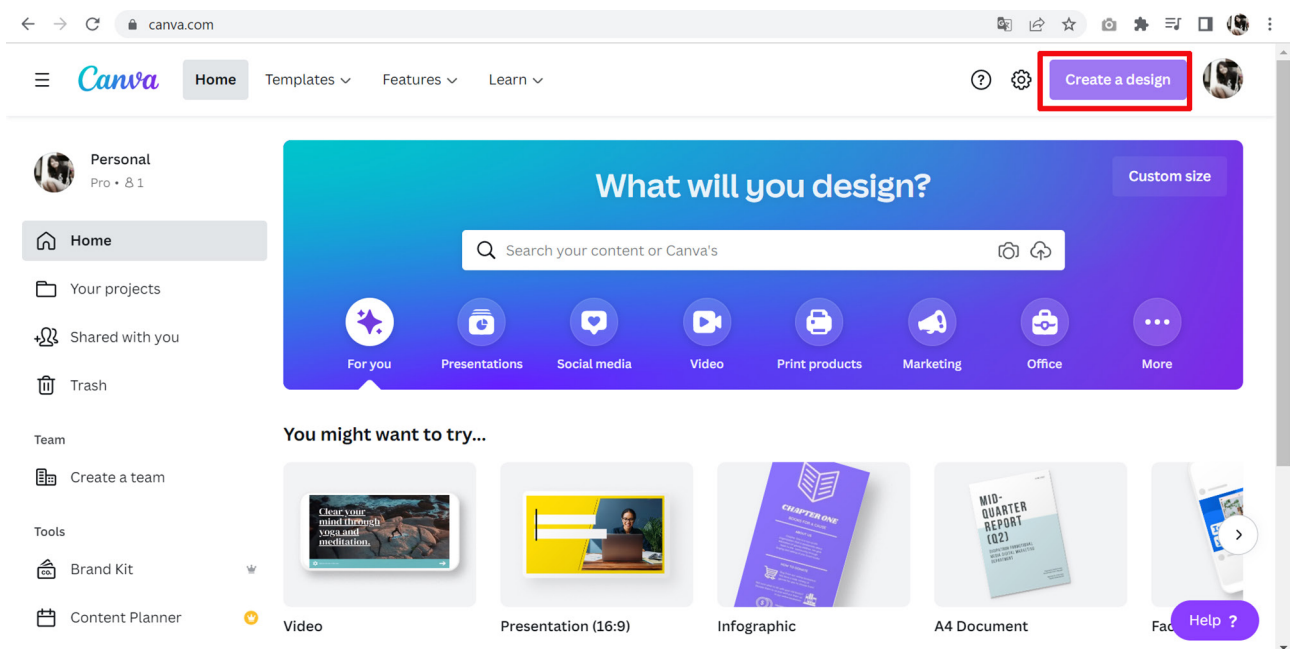 canva.com
Canva
Home
Templates
Features
Learn
Create a design
Personal
Pro • 1
Home
Your projects
Shared with you
Trash
Team
Create a team
Tools
Brand Kit
Content Planner
What will you design?
Custom size
Search your content or Canva's
For you
Presentations
Social media
Video
Print products
Marketing
Office
More
You might want to try...
Clear your
mind through
yoga and
meditation.
CHAPTER ONE
MID-
QUARTER
REPORT
(Q2)
Video
Presentation (16:9)
Infographic
A4 Document
Fac
Help ?